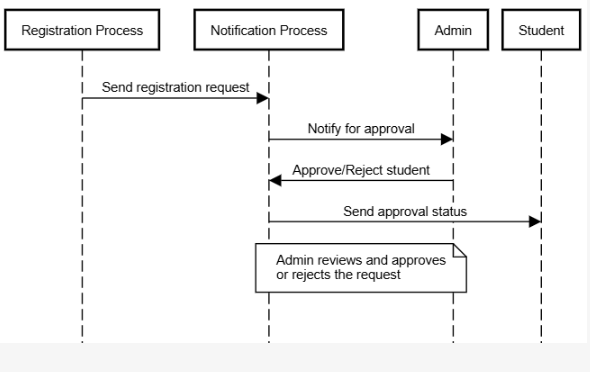 Registration Process
Notification Process
Admin
Student
Send registration request
Notify for approval
Approve/Reject student
Send approval status
Admin reviews and approves
or rejects the request